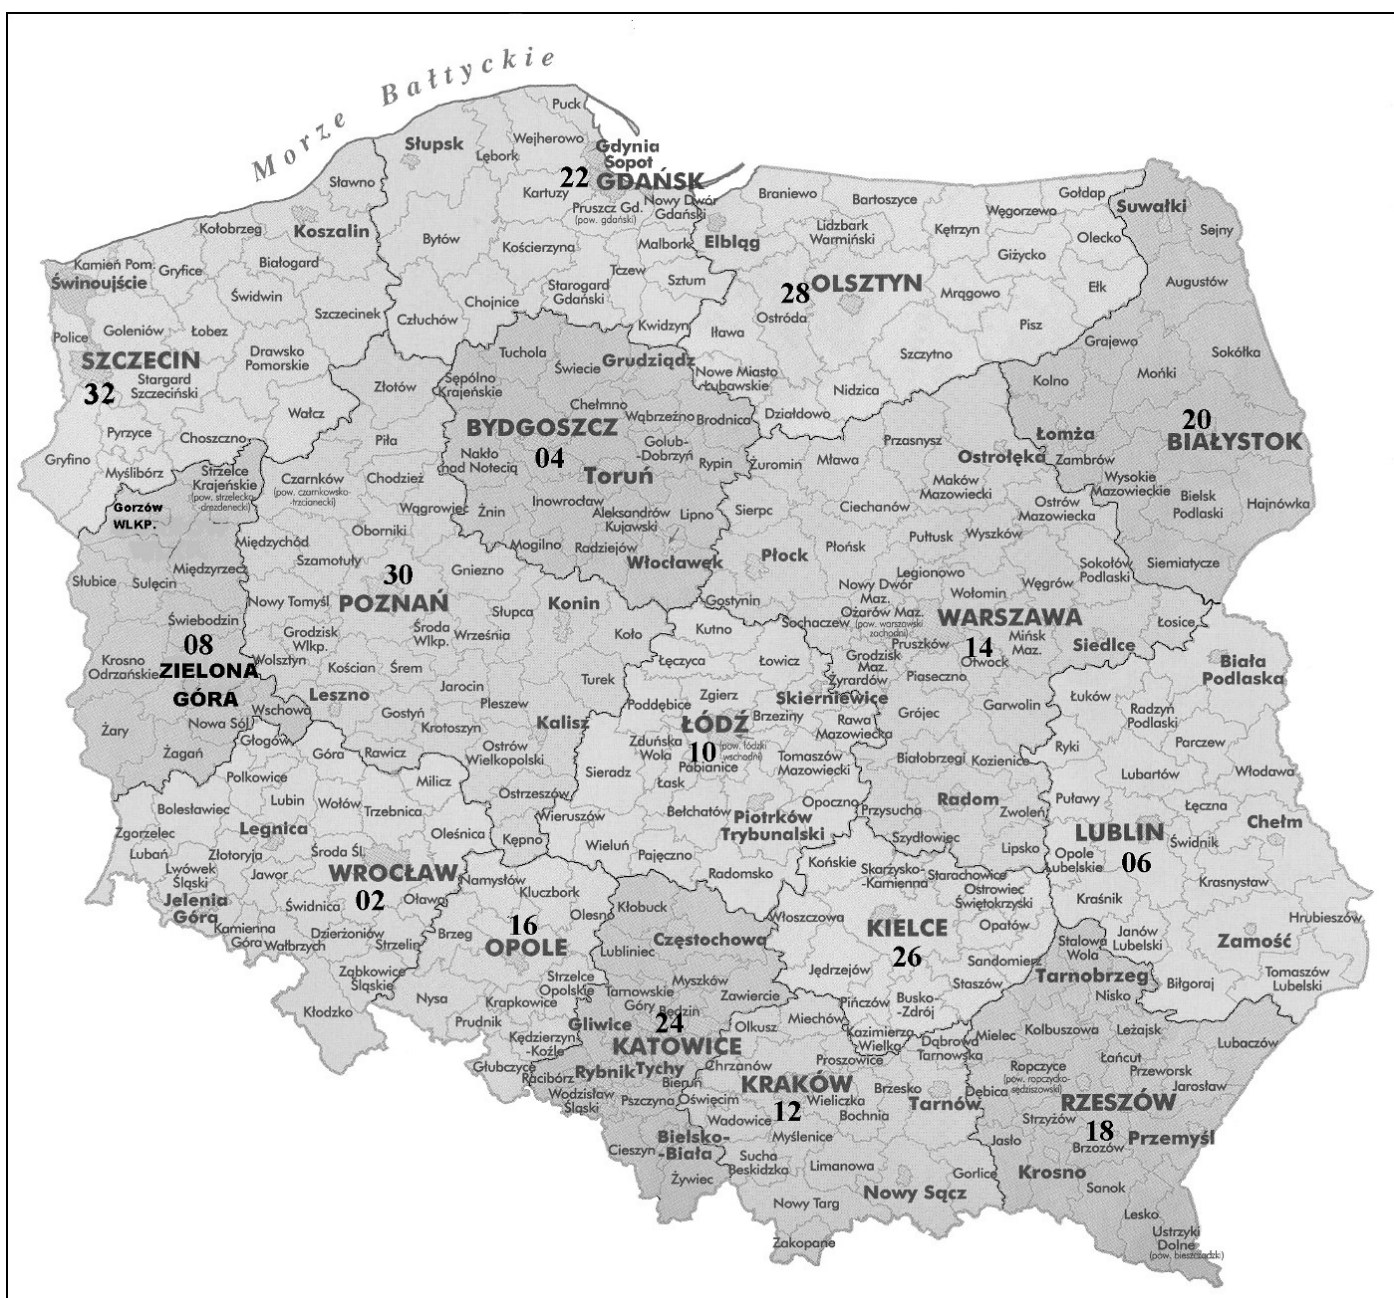 Morze Bałtyckie
Puck
Słupsk
Wejherowo
Lębork
Gdynia
Sopot
22 GDAŃSK
Sławno
Kartuzy
Pruszcz Gd.
(pow. gdański)
Nowy Dwór
Gdański
Kołobrzeg
Koszalin
Bytów
Kościerzyna
Malbork
Elbląg
Braniewo
Bartoszyce
Gołdap
Węgorzewo
Lidzbark
Warmiński
Kętrzyn
Olecko
Giżycko
Suwałki
Sejny
Kamień Pom.
Świnoujście
Gryfice
Białogard
Świdwin
Tczew
Sztum
Starogard
Gdański
Chojnice
Człuchów
Szczecinek
Kwidzyn
28 OLSZTYN
Ostróda
Iława
Mrągowo
Ełk
Pisz
Augustów
Police
Goleniów
Łobez
SZCZECIN
32
Stargard
Szczeciński
Drawsko
Pomorskie
Złotów
Wałcz
Tuchola
Świecie
Grudziądz
Sępólno
Krajeńskie
Nowe Miasto
Lubawskie
Szczytno
Nidzica
Działdowo
Grajewo
Kolno
Mońki
Sokółka
Pyrzyce
Choszczno
Gryfino
Myślibórz
Piła
Chełmno
Wąbrzeźno
Brodnica
BYDGOSZCZ
04
Golub-
-Dobrzyń
Toruń
Rypin
Nakło
nad Notecią
Żuromin
Mława
Przasnysz
Ostrołęka
Łomża
Zambrów
20
BIAŁYSTOK
Wysokie
Mazowieckie
Bielsk
Podlaski
Hajnówka
Strzelce
Krajeńskie
(pow. strzelecko-
-drezdenecki)
Gorzów
WLKP.
Czarnków
(pow. czarnkowsko-
-trzcianecki)
Chodzież
Wągrowiec
Żnin
Inowrocław
Aleksandrów
Kujawski
Lipno
Sierpc
Ciechanów
Maków
Mazowiecki
Ostrów
Mazowiecka
Oborniki
Międzychód
Szamotuły
Mogilno
Radziejów
Włocławek
Płock
Płońsk
Pułtusk
Wyszków
Siemiatycze
Sokołów
Podlaski
Słubice
Sulęcin
Międzyrzecz
30
POZNAŃ
Gniezno
Słupca
Konin
Gostynin
Nowy Dwór
Maz.
Legionowo
Wołomin
Węgrów
Nowy Tomyśl
Świebodzin
Środa
Wlkp.
Września
Koło
Kutno
Sochaczew
Ożarów Maz.
(pow. warszawski
zachodni)
WARSZAWA
14
Mińsk
Maz.
Siedlce
Łosice
08
ZIELONA
GÓRA
Grodzisk
Wlkp.
Wolsztyn
Kościan
Śrem
Łęczyca
Łowicz
Grodzisk
Maz.
Pruszków
Otwock
Żyrardów
Piaseczno
Biała
Podlaska
Krosno
Odrzańskie
Leszno
Jarocin
Pleszew
Turek
Poddębice
Zgierz
Skierniewice
Brzeziny
Rawa
Mazowiecka
Grójec
Garwolin
Łuków
Radzyń
Podlaski
Żary
Nowa Sól
Wschowa
Gostyń
Krotoszyn
Kalisz
ŁÓDŹ
10
(pow. łódzki
wschodni)
Zduńska
Wola
Pabianice
Ryki
Parczew
Żagań
Głogów
Góra
Rawicz
Ostrów
Wielkopolski
Sieradz
Łask
Tomaszów
Mazowiecki
Białobrzegi
Kozienice
Lubartów
Włodawa
Polkowice
Milicz
Ostrzeszów
Wieruszów
Bełchatów
Opoczno
Przysucha
Radom
Zwoleń
Puławy
Łęczna
Chełm
Bolesławiec
Lubin
Wołów
Trzebnica
Zgorzelec
Legnica
Oleśnica
Kępno
Wieluń
Pajęczno
Piotrków
Trybunalski
Szydłowiec
Lipsko
LUBLIN
06
Świdnik
Opole
Lubelskie
Lubań
Złotoryja
Środa Śl.
Lwówek
Śląski
Jawor
WROCŁAW
02
Oława
Namysłów
Kluczbork
Radomsko
Końskie
Skarżysko-
-Kamienna
Starachowice
Ostrowiec
Świętokrzyski
Krasnystaw
Kraśnik
Jelenia
Góra
Świdnica
Kamienna
Góra
Wałbrzych
Dzierżoniów
Strzelin
Brzeg
16
OPOLE
Olesno
Kłobuck
Częstochowa
Lubliniec
Włoszczowa
KIELCE
26
Opatów
Sandomierz
Stalowa
Wola
Janów
Lubelski
Zamość
Hrubieszów
Ząbkowice
Śląskie
Kłodzko
Nysa
Strzelce
Opolskie
Krapkowice
Tarnowskie
Góry
Myszków
Zawiercie
Będzin
Jędrzejów
Staszów
Tarnobrzeg
Nisko
Biłgoraj
Tomaszów
Lubelski
Prudnik
Kędzierzyn
-Koźle
Gliwice
24
KATOWICE
Olkusz
Miechów
Pińczów
Busko-
-Zdrój
Kazimierza
Wielka
Mielec
Kolbuszowa
Leżajsk
Lubaczów
Głubczyce
Racibórz
Rybnik
Tychy
Chrzanów
Proszowice
Dąbrowa
Tarnowska
Ropczyce
(pow. ropczycko-
-sędziszowski)
Łańcut
Przeworsk
Wodzisław
Śląski
Pszczyna
Bieruń
Oświęcim
KRAKÓW
12
Wieliczka
Bochnia
Brzesko
Tarnów
Dębica
RZESZÓW
18
Jarosław
Przemyśl
Wadowice
Myślenice
Strzyżów
Brzozów
Jasło
Cieszyn
Bielsko-
-Biała
Sucha
Beskidzka
Limanowa
Gorlice
Krosno
Żywiec
Nowy Targ
Nowy Sącz
Sanok
Zakopane
Lesko
Ustrzyki
Dolne
(pow. bieszczadzki)